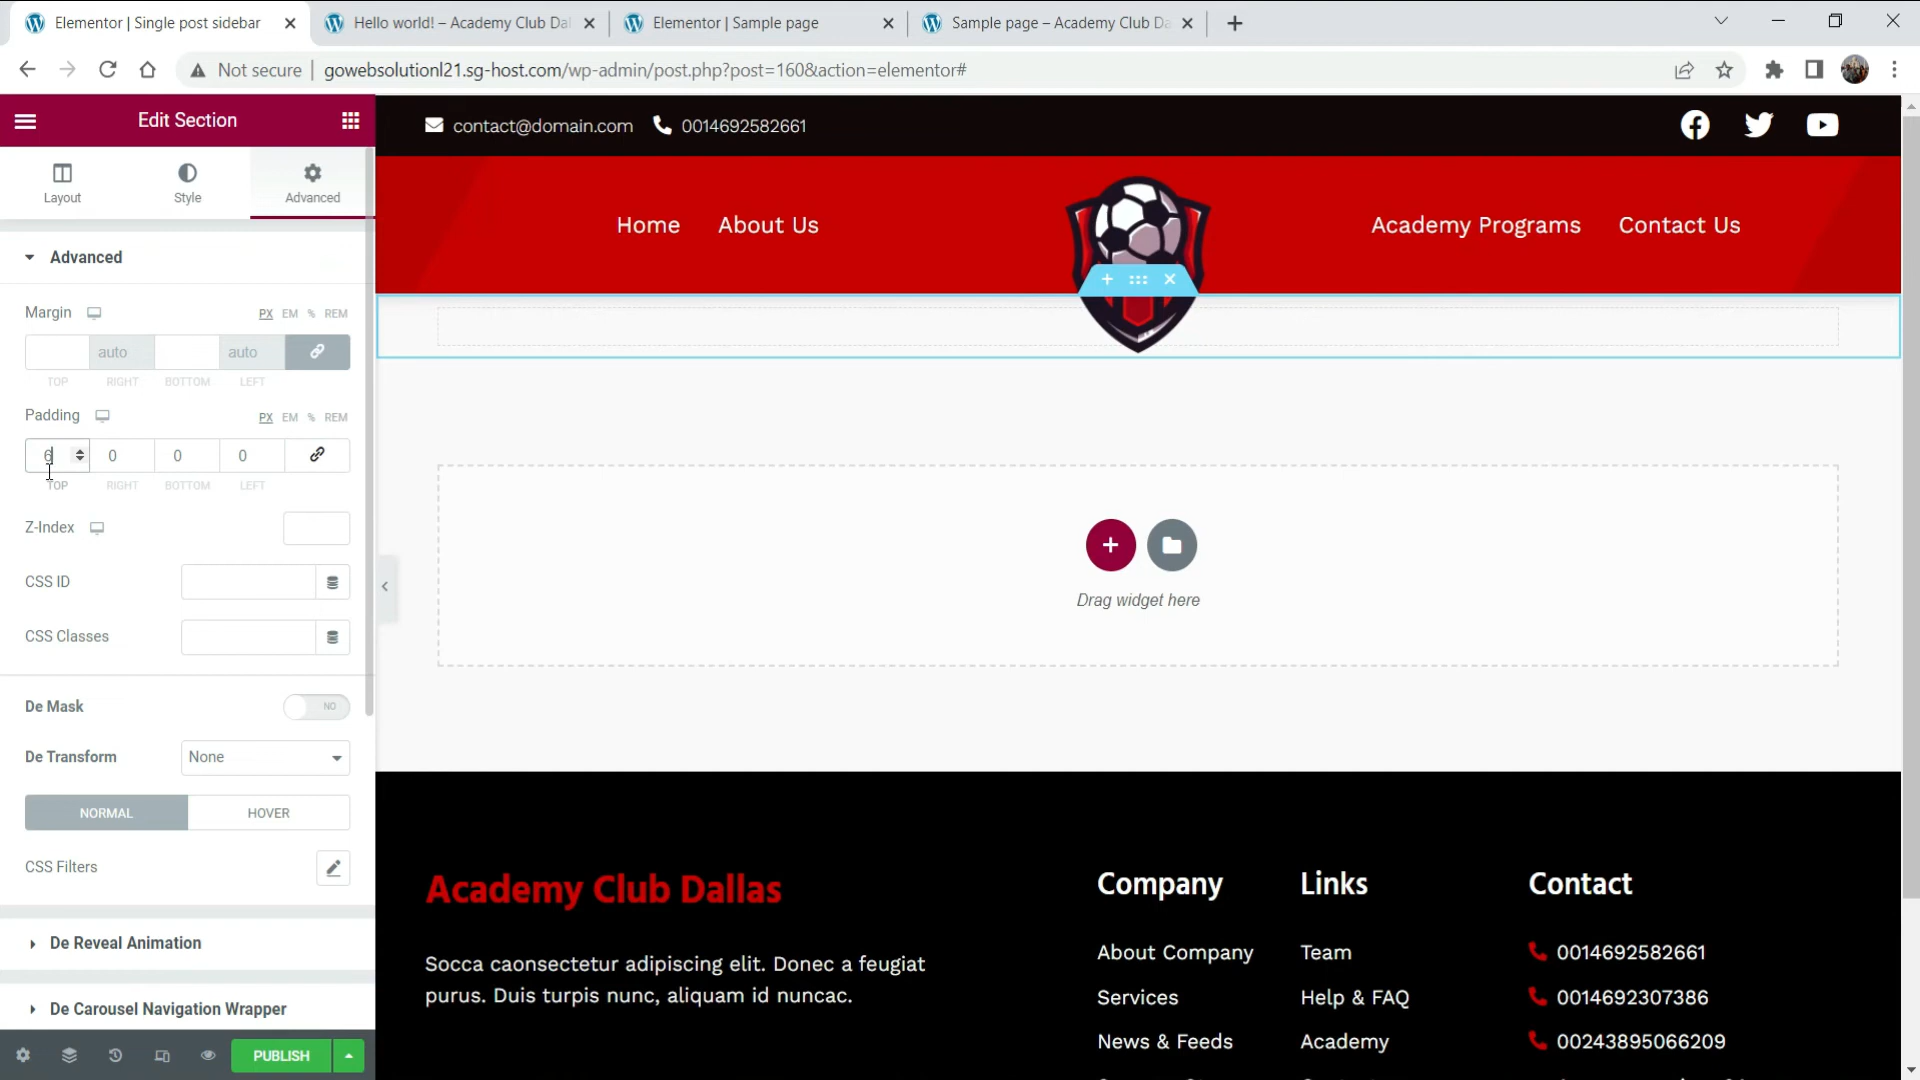 Elementor | Single post sidebar
Hello world! – Academy Club Dal
Elementor | Sample page
Sample page – Academy Club Da
Not secure
gowebsolutionl21.sg-host.com/wp-admin/post.php?post=160&action=elementor#
Edit Section
Layout
Style
Advanced
Advanced
Margin
PX EM % REM
auto
auto
TOP RIGHT BOTTOM LEFT
Padding
PX EM % REM
6 0 0 0
TOP RIGHT BOTTOM LEFT
Z-Index
CSS ID
CSS Classes
De Mask
NO
De Transform
None
NORMAL
HOVER
CSS Filters
De Reveal Animation
De Carousel Navigation Wrapper
PUBLISH
contact@domain.com
0014692582661
Home
About Us
Academy Programs
Contact Us
Drag widget here
Academy Club Dallas
Socca caonsectetur adipiscing elit. Donec a feugiat
purus. Duis turpis nunc, aliquam id nuncac.
Company
About Company
Services
News & Feeds
Links
Team
Help & FAQ
Academy
Contact
0014692582661
0014692307386
00243895066209